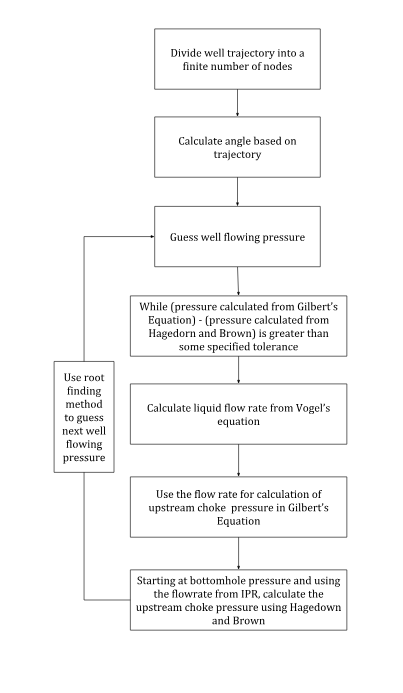 Divide well trajectory into a
finite number of nodes
Calculate angle based on
trajectory
Guess well flowing pressure
While (pressure calculated from Gilbert's
Equation) - (pressure calculated from
Hagedorn and Brown) is greater than
some specified tolerance
Use root
finding
method
to guess
next well
flowing
pressure
Calculate liquid flow rate from Vogel's
equation
Use the flow rate for calculation of
upstream choke pressure in Gilbert's
Equation
Starting at bottomhole pressure and using
the flowrate from IPR, calculate the
upstream choke pressure using Hagedown
and Brown